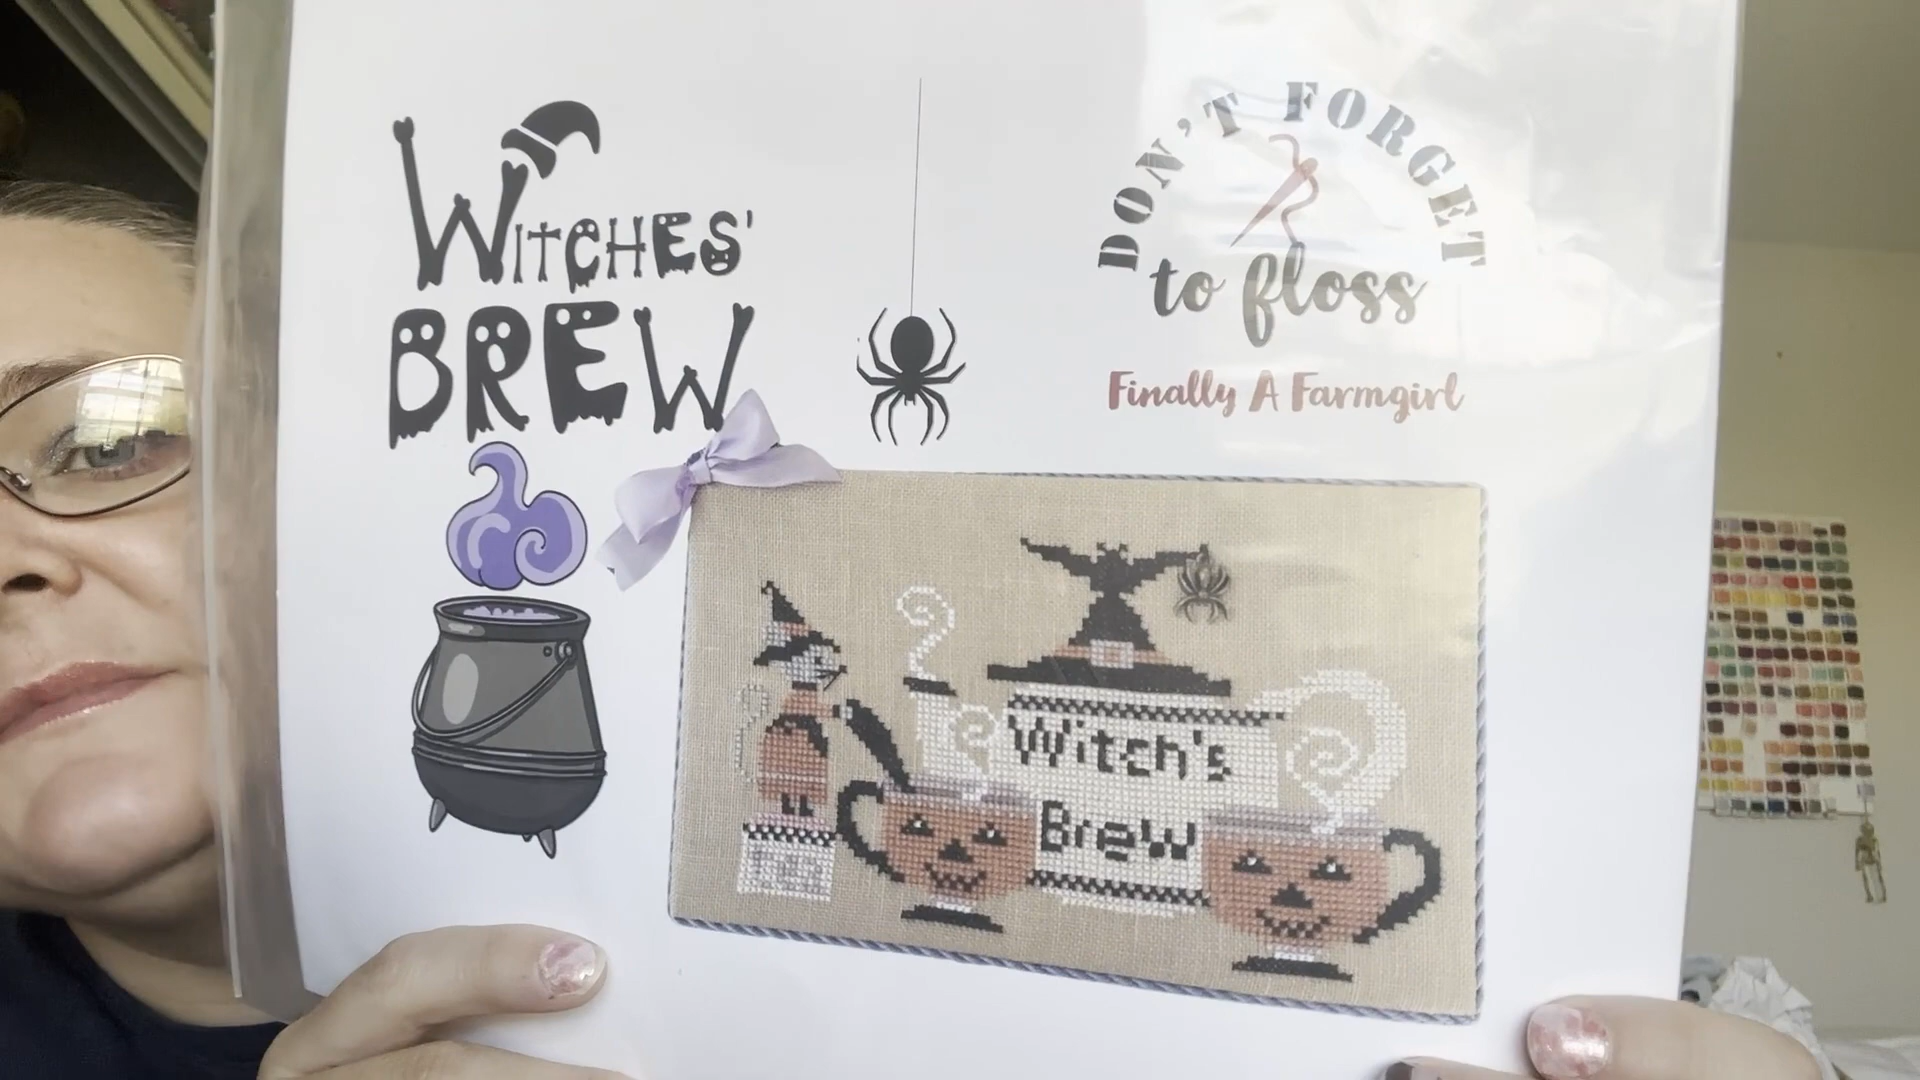 WITCHES'
BREW
DON'T FORGET
to floss
Finally A Farmgirl
Witch's
Brew